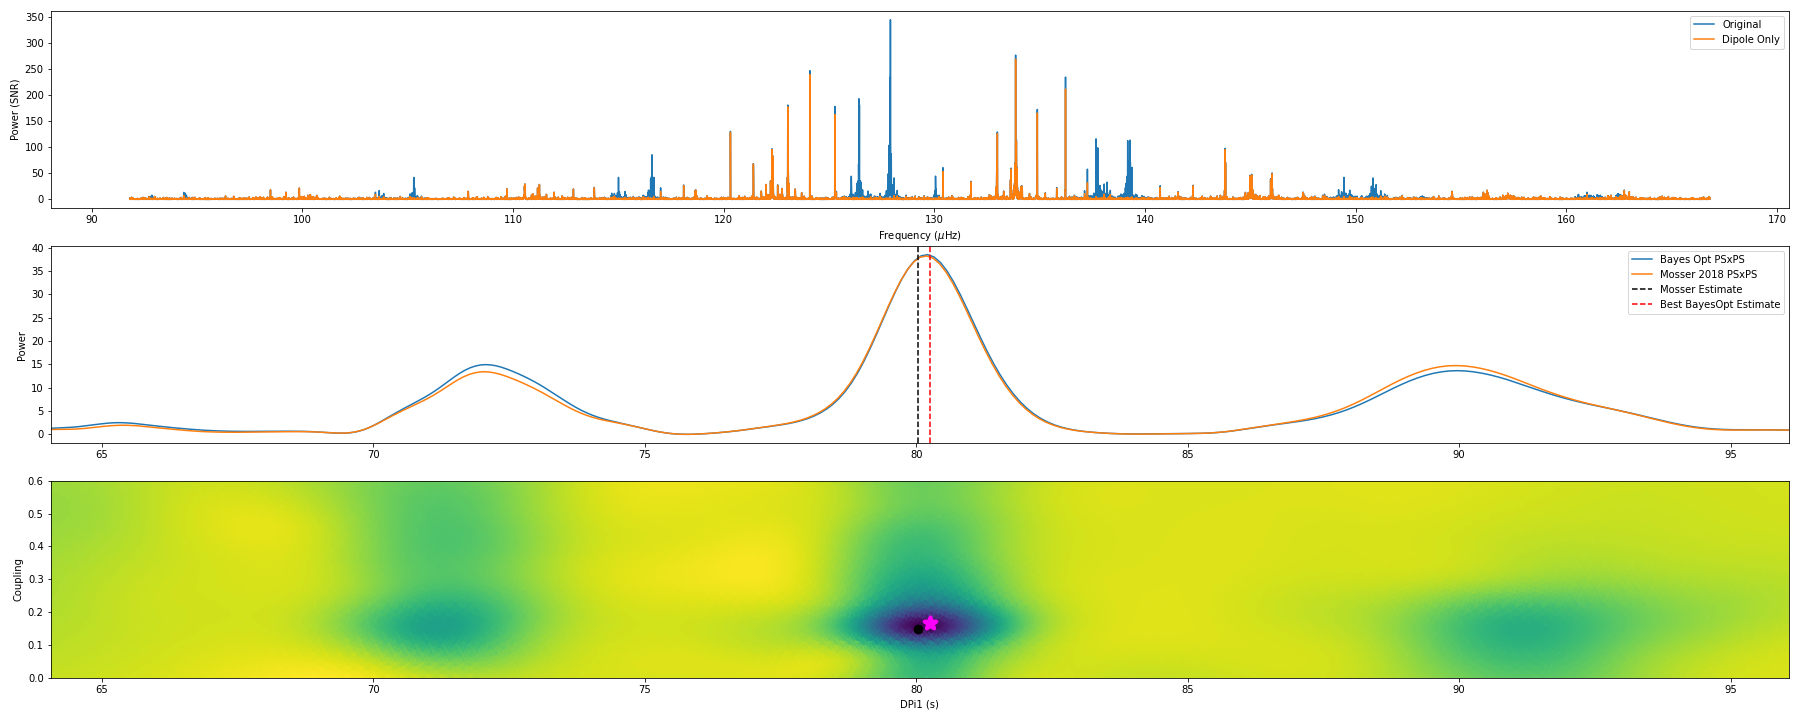 350
300
250
200
150
100
50
0
Power (SNR)
Original
Dipole Only
90 100 110 120 130 140 150 160 170
Frequency (μHz)
40
35
30
25
20
15
10
5
0
Power
Bayes Opt PSxPS
Mosser 2018 PSxPS
Mosser Estimate
Best BayesOpt Estimate
65 70 75 80 85 90 95
0.6
0.5
0.4
0.3
0.2
0.1
0.0
Coupling
65 70 75 80 85 90 95
DPi1 (s)